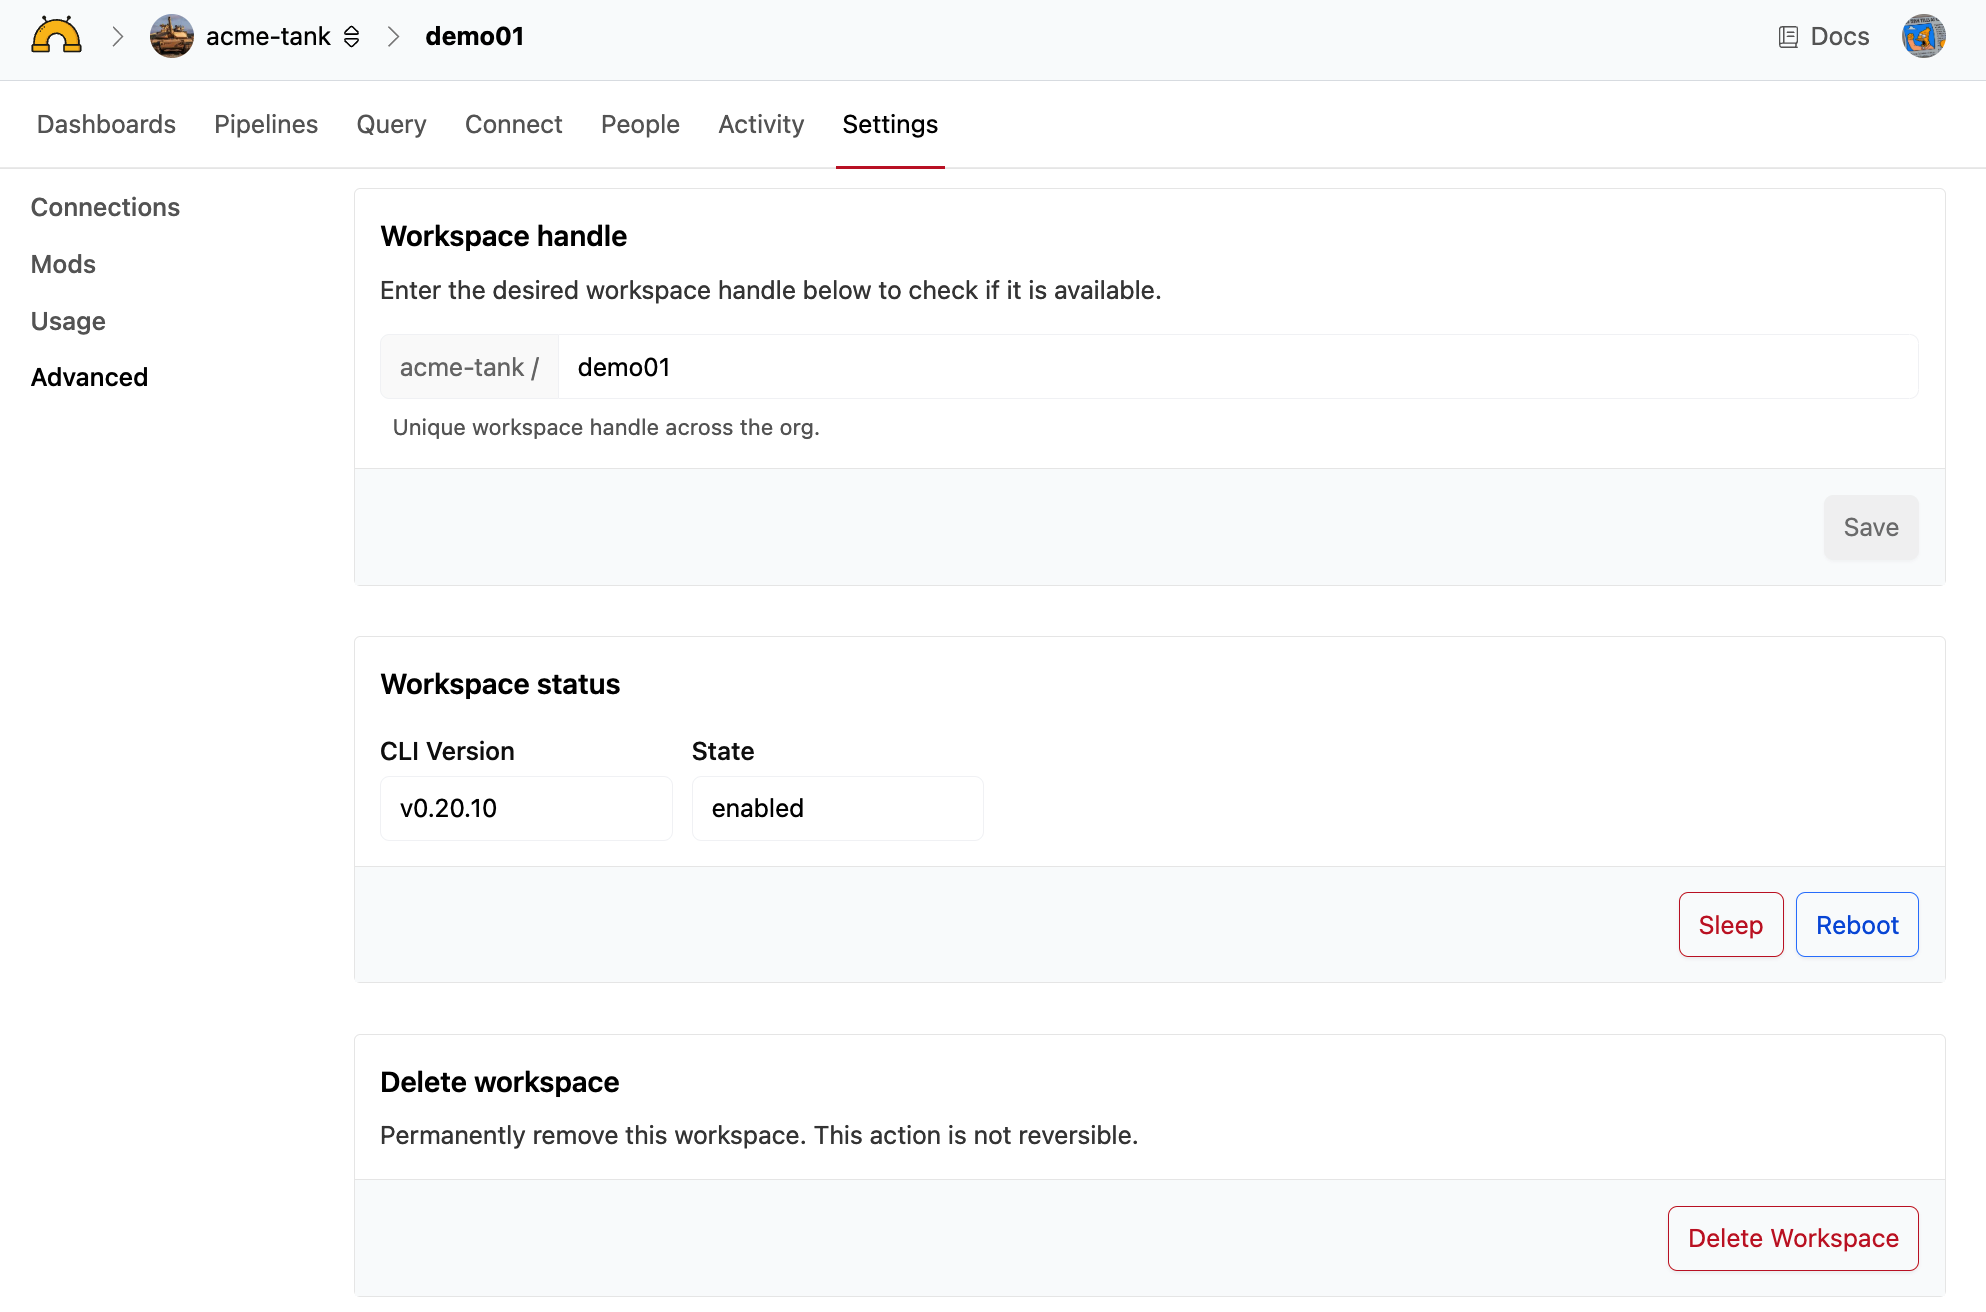 acme-tank
demo01
Docs
Dashboards
Pipelines
Query
Connect
People
Activity
Settings
Connections
Mods
Usage
Advanced
Workspace handle
Enter the desired workspace handle below to check if it is available.
acme-tank / demo01
Unique workspace handle across the org.
Save
Workspace status
CLI Version
State
v0.20.10
enabled
Sleep
Reboot
Delete workspace
Permanently remove this workspace. This action is not reversible.
Delete Workspace